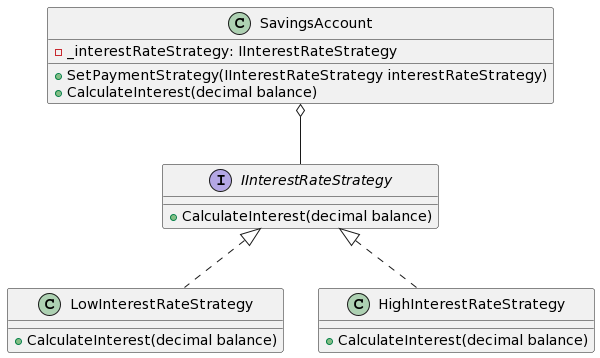 C SavingsAccount
_interestRateStrategy: IInterestRateStrategy
SetPaymentStrategy(IInterestRateStrategy interestRateStrategy)
CalculateInterest(decimal balance)
I IInterestRateStrategy
CalculateInterest(decimal balance)
C LowInterestRateStrategy
CalculateInterest(decimal balance)
C HighInterestRateStrategy
CalculateInterest(decimal balance)